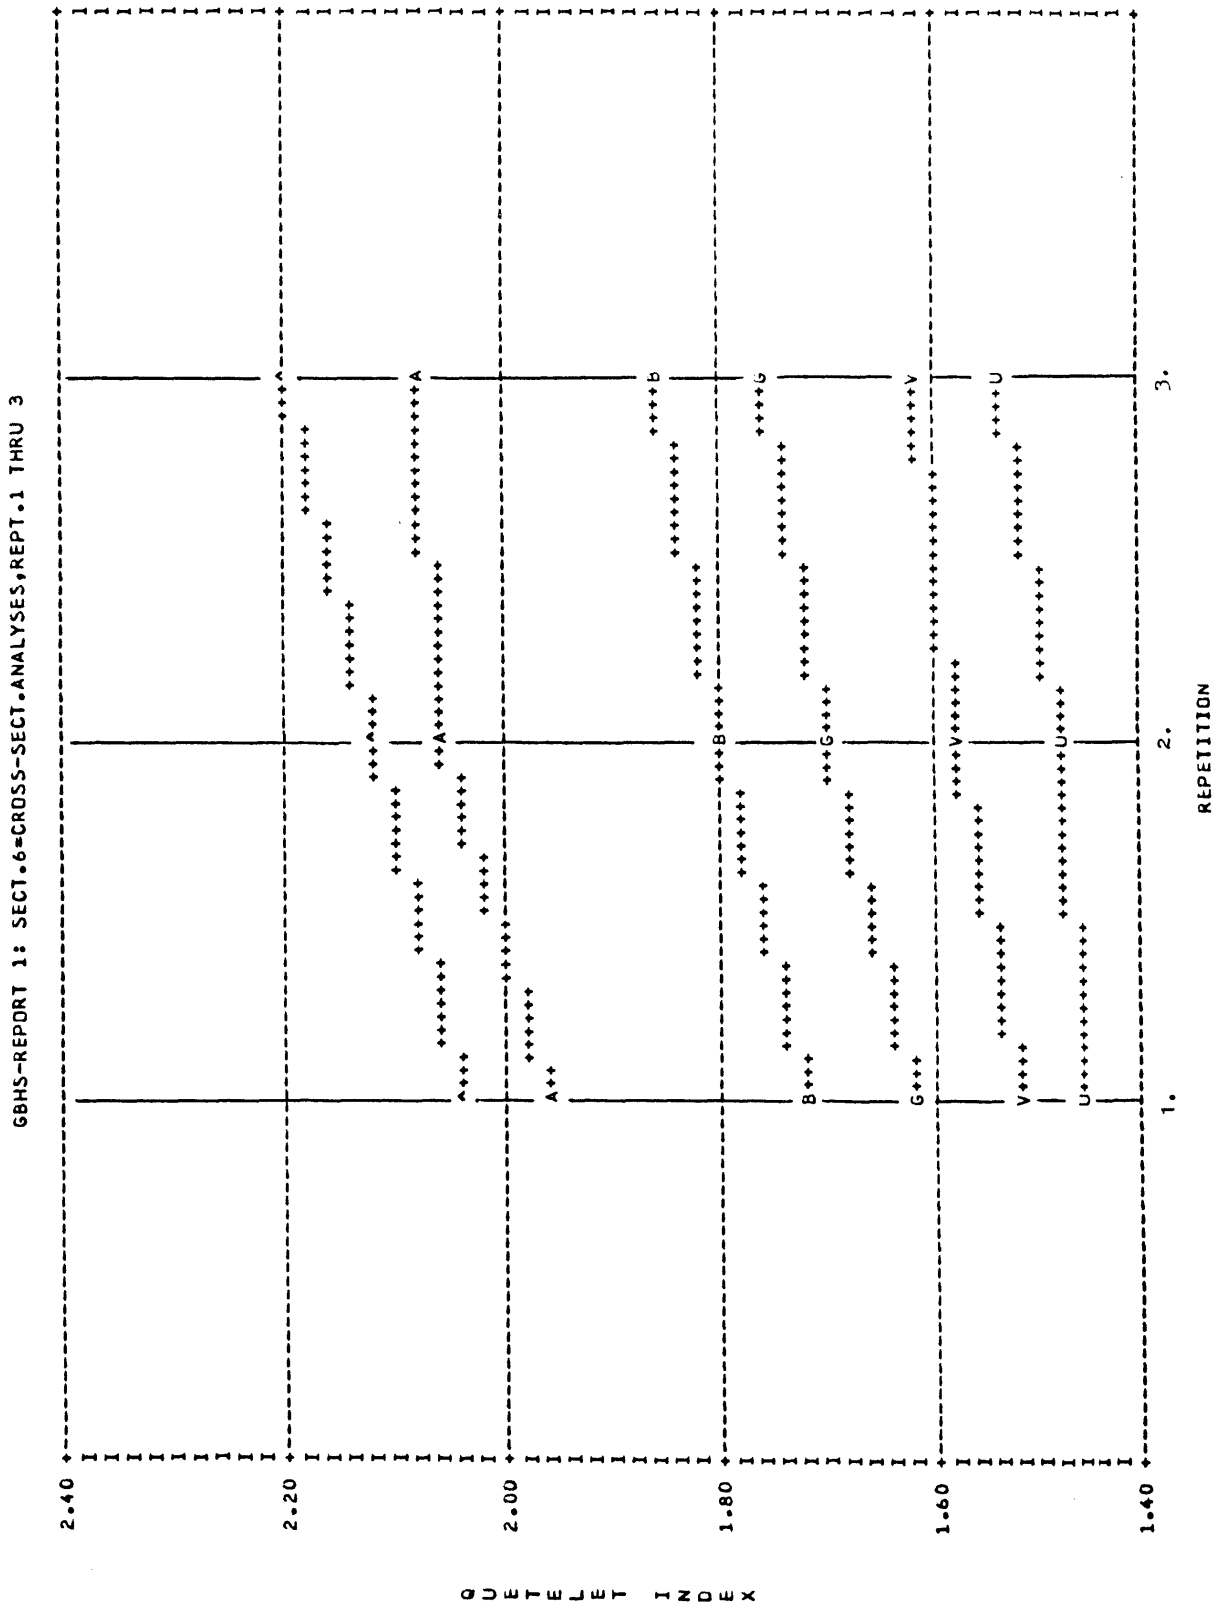 GBHS-REPORT 1: SECT.6=CROSS-SECT.ANALYSES,REPT.1 THRU 3
QUETELET INDEX
2.40
2.20
2.00
1.80
1.60
1.40
^ ^ ^
A A A
B B B
G G G
V V V
U U U
1. 2. 3.
REPETITION